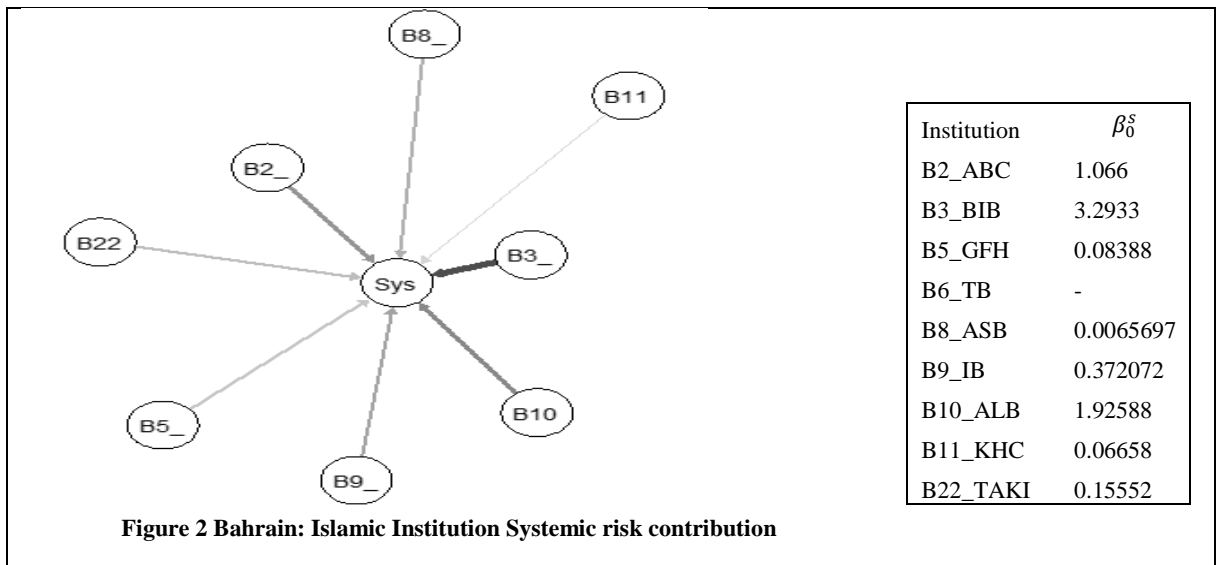 B8_
B11
B2_
B22
B3_
Sys
B10
B5_
B9_
Institution β₀ˢ
B2_ABC 1.066
B3_BIB 3.2933
B5_GFH 0.08388
B6_TB -
B8_ASB 0.0065697
B9_IB 0.372072
B10_ALB 1.92588
B11_KHC 0.06658
B22_TAKI 0.15552
Figure 2 Bahrain: Islamic Institution Systemic risk contribution